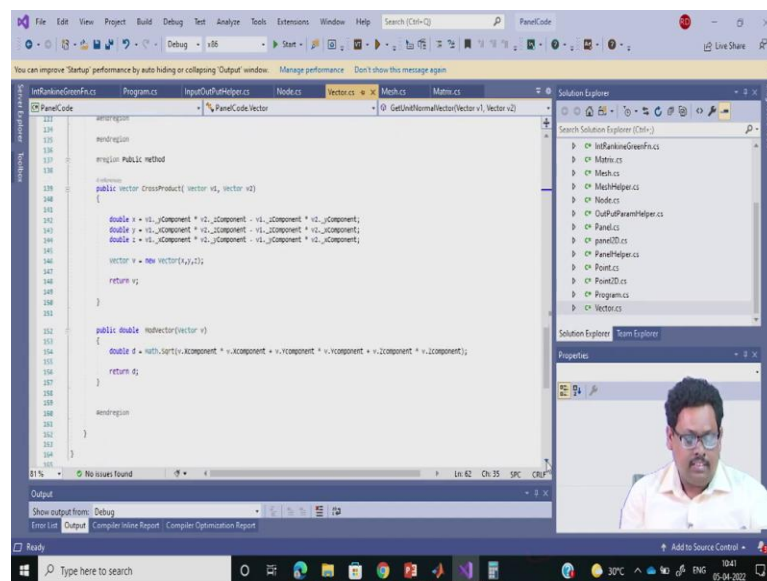 File Edit View Project Build Debug Test Analyze Tools Extensions Window Help Search (Ctrl+Q) PanelCode RD
Debug x86 Start Live Share
You can improve 'Startup' performance by auto hiding or collapsing 'Output' window. Manage performance Don't show this message again
IntRankineGreenFn.cs Program.cs InputOutPutHelper.cs Node.cs Vector.cs Mesh.cs Matrix.cs
PanelCode PanelCode.Vector GetUnitNormalVector(Vector v1, Vector v2)
Server Explorer
Toolbox
#endregion
#endregion
#region Public method
public Vector CrossProduct( Vector v1, Vector v2)
{
double x = v1._yComponent * v2._zComponent - v1._zComponent * v2._yComponent;
double z = v1._xComponent * v2._yComponent - v1._yComponent * v2._xComponent;
Vector v = new Vector(x,y,z);
return v;
}
public double ModVector(Vector v)
{
double d = Math.Sqrt(v.Xcomponent * v.Xcomponent + v.Ycomponent * v.Ycomponent + v.Zcomponent * v.Zcomponent);
return d;
}
#endregion
}
}
81% No issues found Ln: 62 Ch: 35 SPC CRLF
Output
Show output from: Debug
Error List Output Compiler Inline Report Compiler Optimization Report
Solution Explorer
Search Solution Explorer (Ctrl+;)
C# IntRankineGreenFn.cs
C# Matrix.cs
C# Mesh.cs
C# MeshHelper.cs
C# Node.cs
C# OutPutParamHelper.cs
C# Panel.cs
C# panel2D.cs
C# PanelHelper.cs
C# Point.cs
C# Point2D.cs
C# Program.cs
C# Vector.cs
Solution Explorer Team Explorer
Properties
Ready Add to Source Control
Type here to search 30°C ENG 10:41
05-04-2022